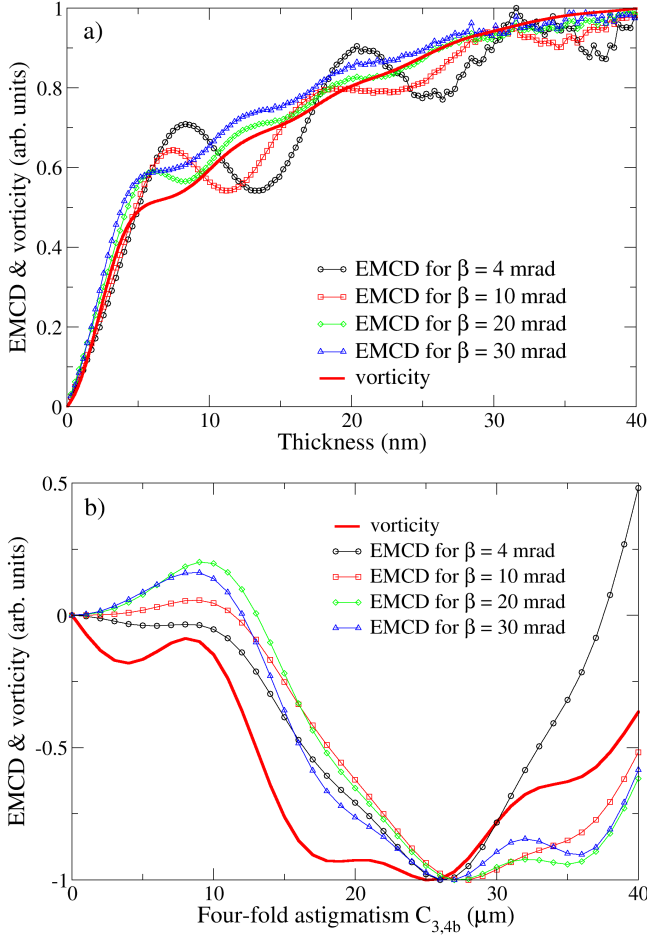 a)
EMCD & vorticity (arb. units)
1
0.8
0.6
0.4
0.2
0
EMCD for β = 4 mrad
EMCD for β = 10 mrad
EMCD for β = 20 mrad
EMCD for β = 30 mrad
vorticity
0 10 20 30 40
Thickness (nm)
b)
EMCD & vorticity (arb. units)
0.5
0
-0.5
-1
vorticity
EMCD for β = 4 mrad
EMCD for β = 10 mrad
EMCD for β = 20 mrad
EMCD for β = 30 mrad
0 10 20 30 40
Four-fold astigmatism C3,4b (μm)